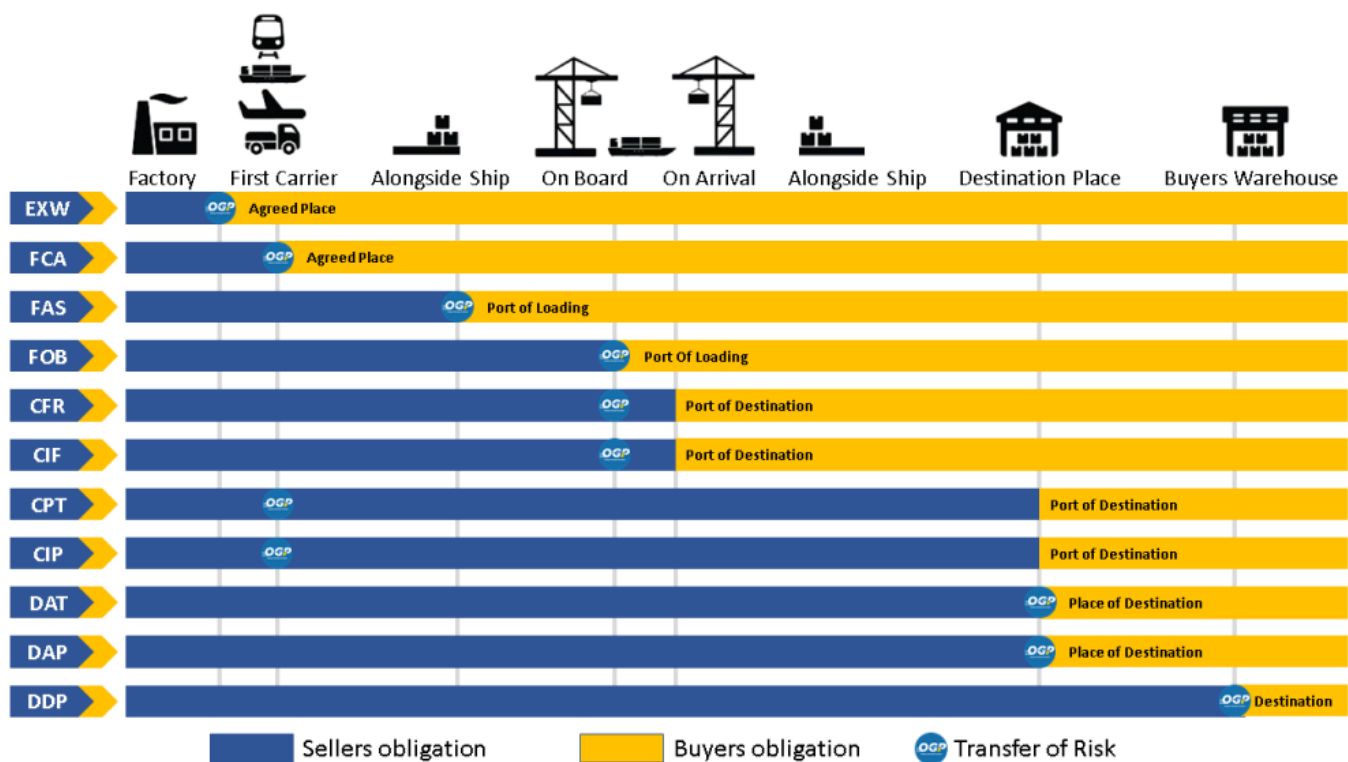 Factory First Carrier Alongside Ship On Board On Arrival Alongside Ship Destination Place Buyers Warehouse
EXW OGP Agreed Place
FCA OGP Agreed Place
FAS OGP Port of Loading
FOB OGP Port Of Loading
CFR OGP Port of Destination
CIF OGP Port of Destination
CPT OGP Port of Destination
CIP OGP Port of Destination
DAT OGP Place of Destination
DAP OGP Place of Destination
DDP OGP Destination
Sellers obligation Buyers obligation OGP Transfer of Risk